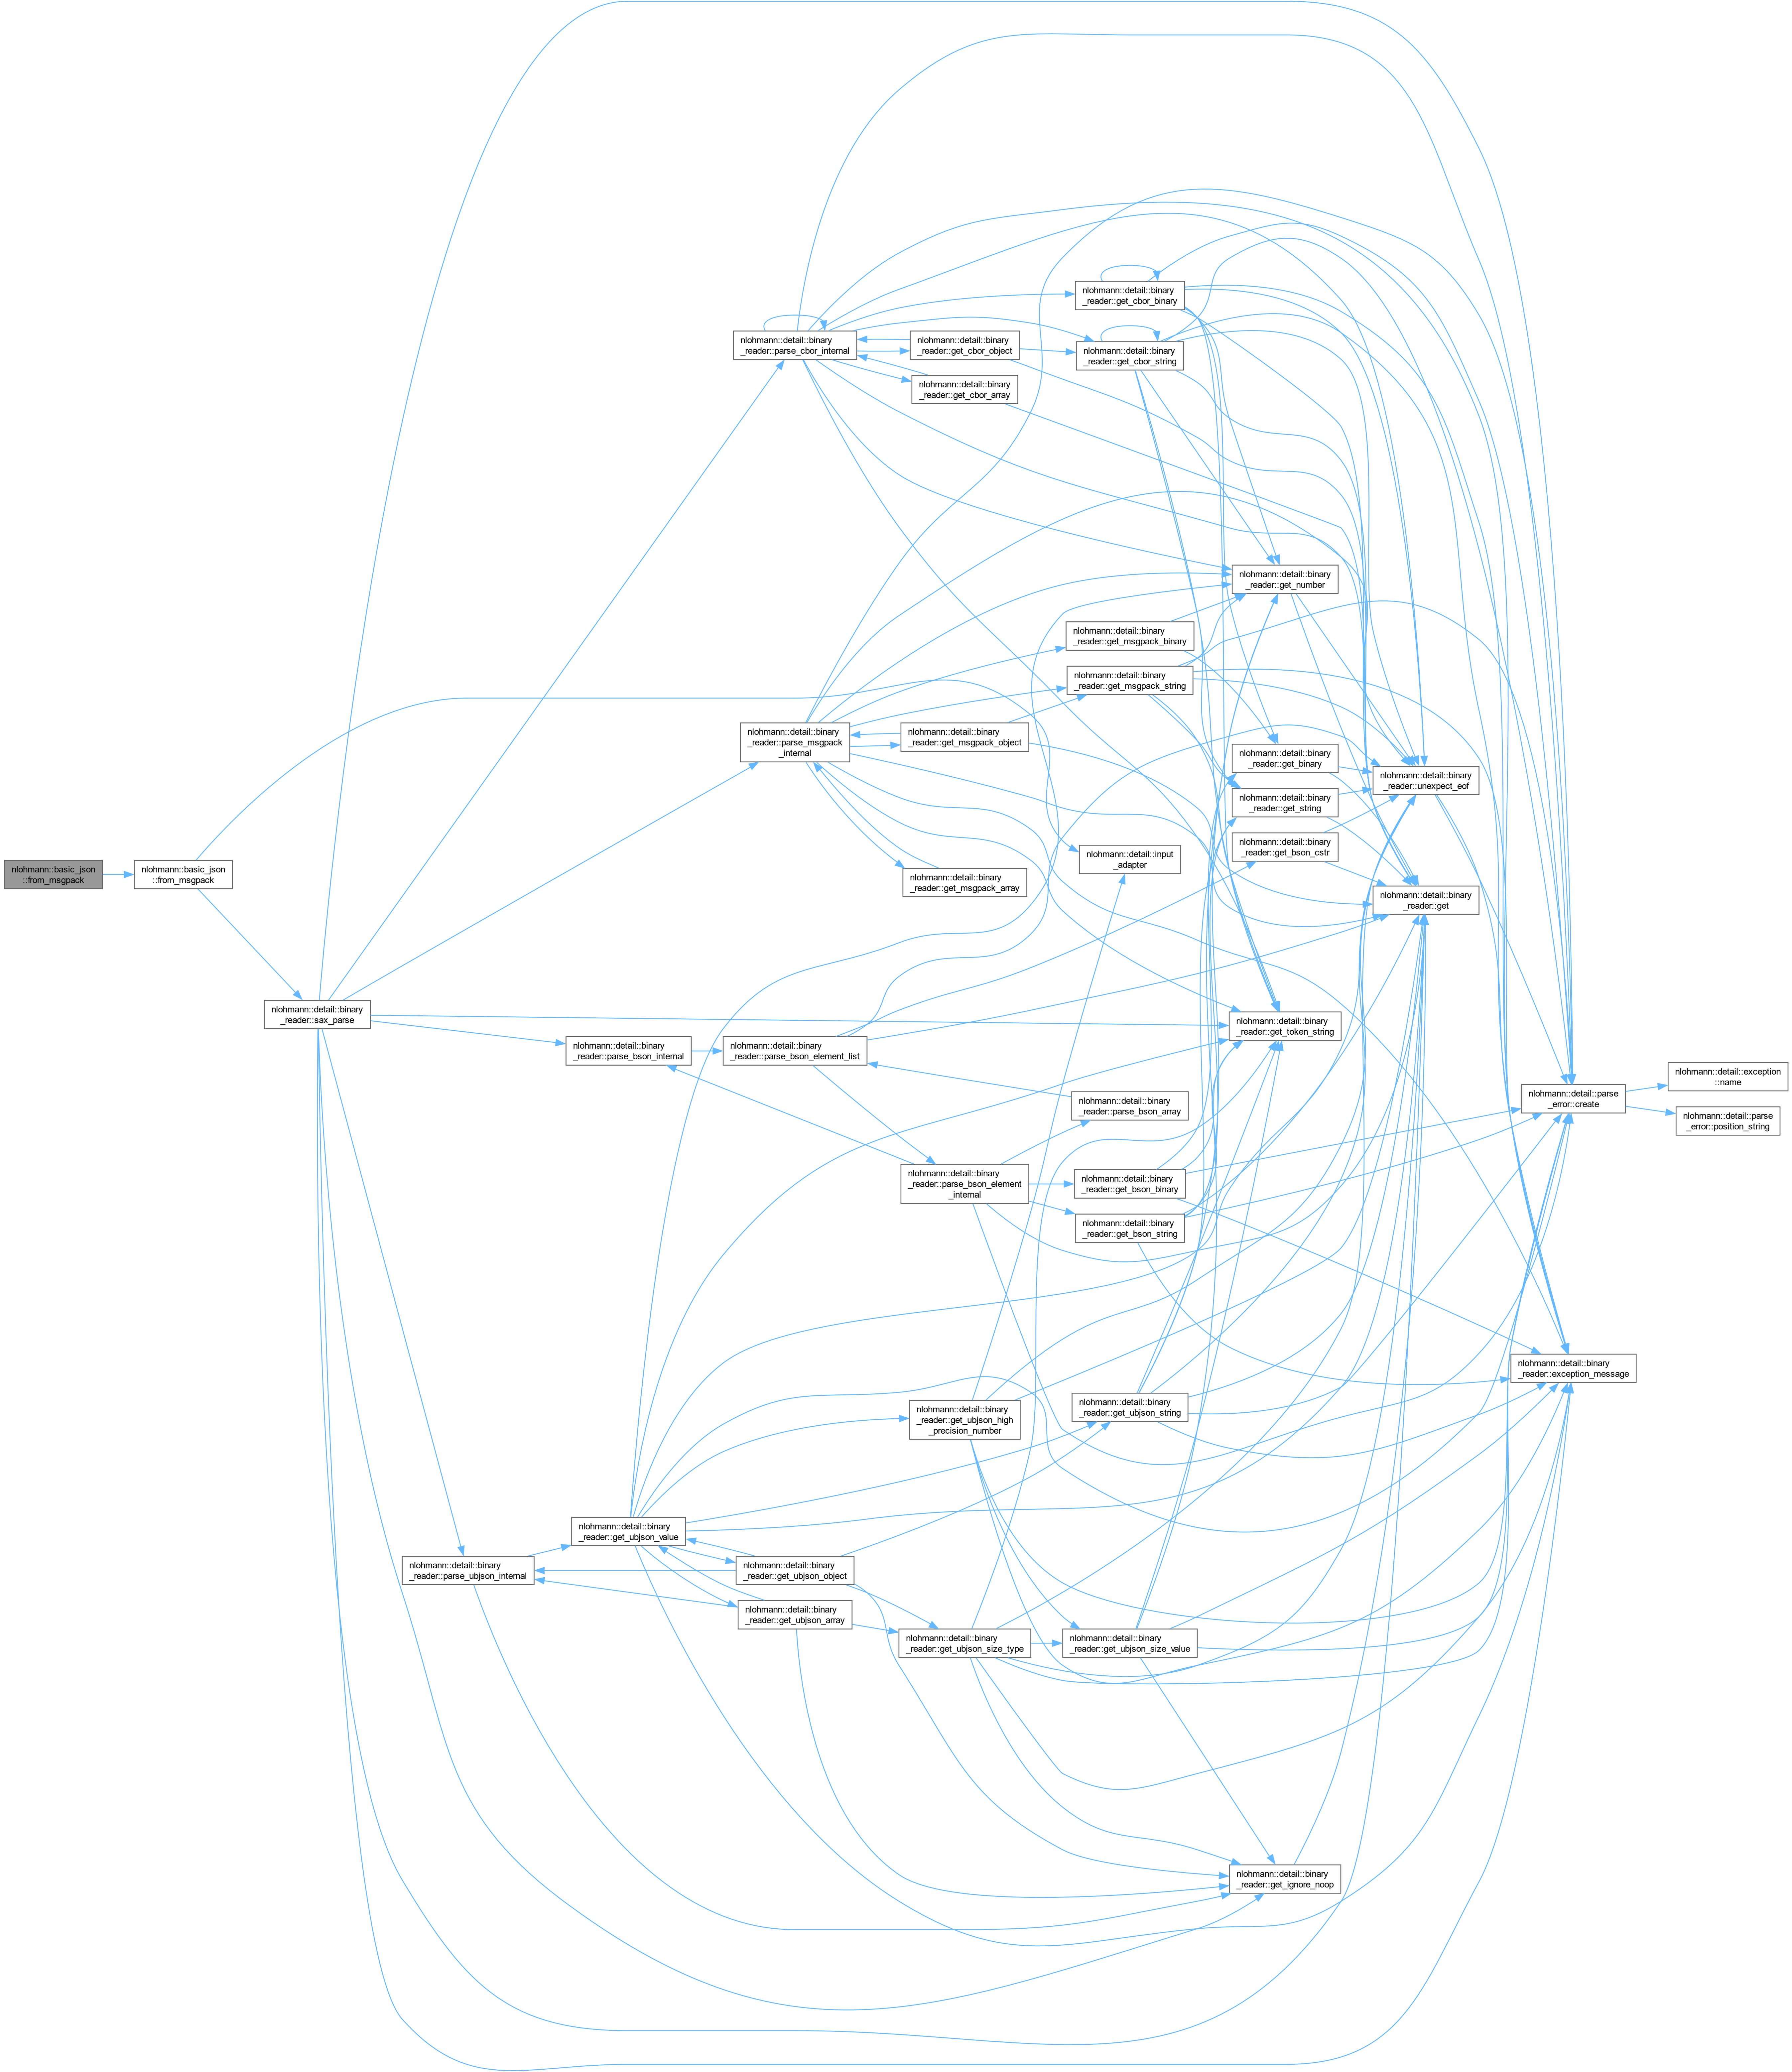 nlohmann::basic_json
::from_msgpack
nlohmann::basic_json
::from_msgpack
nlohmann::detail::binary
_reader::sax_parse
nlohmann::detail::binary
_reader::parse_ubjson_internal
nlohmann::detail::binary
_reader::parse_bson_internal
nlohmann::detail::binary
_reader::get_ubjson_value
nlohmann::detail::binary
_reader::parse_cbor_internal
nlohmann::detail::binary
_reader::parse_msgpack
_internal
nlohmann::detail::binary
_reader::parse_bson_element_list
nlohmann::detail::binary
_reader::get_ubjson_object
nlohmann::detail::binary
_reader::get_ubjson_array
nlohmann::detail::binary
_reader::get_cbor_object
nlohmann::detail::binary
_reader::get_cbor_array
nlohmann::detail::binary
_reader::get_msgpack_object
nlohmann::detail::binary
_reader::get_msgpack_array
nlohmann::detail::binary
_reader::parse_bson_element
_internal
nlohmann::detail::binary
_reader::get_ubjson_high
_precision_number
nlohmann::detail::binary
_reader::get_ubjson_size_type
nlohmann::detail::binary
_reader::get_cbor_binary
nlohmann::detail::binary
_reader::get_cbor_string
nlohmann::detail::binary
_reader::get_msgpack_binary
nlohmann::detail::binary
_reader::get_msgpack_string
nlohmann::detail::input
_adapter
nlohmann::detail::binary
_reader::parse_bson_array
nlohmann::detail::binary
_reader::get_bson_binary
nlohmann::detail::binary
_reader::get_bson_string
nlohmann::detail::binary
_reader::get_ubjson_string
nlohmann::detail::binary
_reader::get_ubjson_size_value
nlohmann::detail::binary
_reader::get_number
nlohmann::detail::binary
_reader::get_binary
nlohmann::detail::binary
_reader::get_string
nlohmann::detail::binary
_reader::get_bson_cstr
nlohmann::detail::binary
_reader::get_token_string
nlohmann::detail::binary
_reader::get_ignore_noop
nlohmann::detail::binary
_reader::unexpect_eof
nlohmann::detail::binary
_reader::get
nlohmann::detail::parse
_error::create
nlohmann::detail::binary
_reader::exception_message
nlohmann::detail::exception
::name
nlohmann::detail::parse
_error::position_string